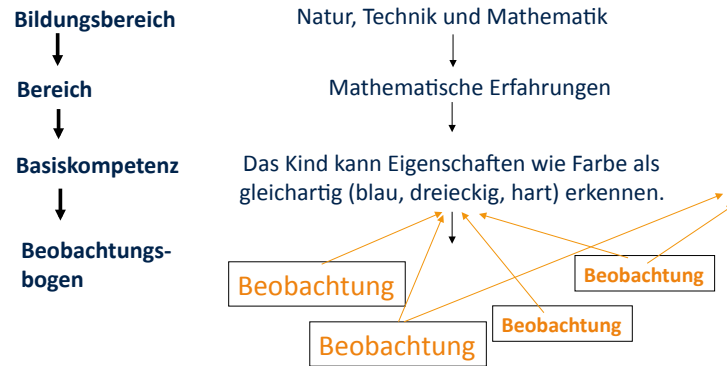 Bildungsbereich
Natur, Technik und Mathematik
Bereich
Mathematische Erfahrungen
Basiskompetenz
Das Kind kann Eigenschaften wie Farbe als
gleichartig (blau, dreieckig, hart) erkennen.
Beobachtungs-
bogen
Beobachtung
Beobachtung
Beobachtung
Beobachtung